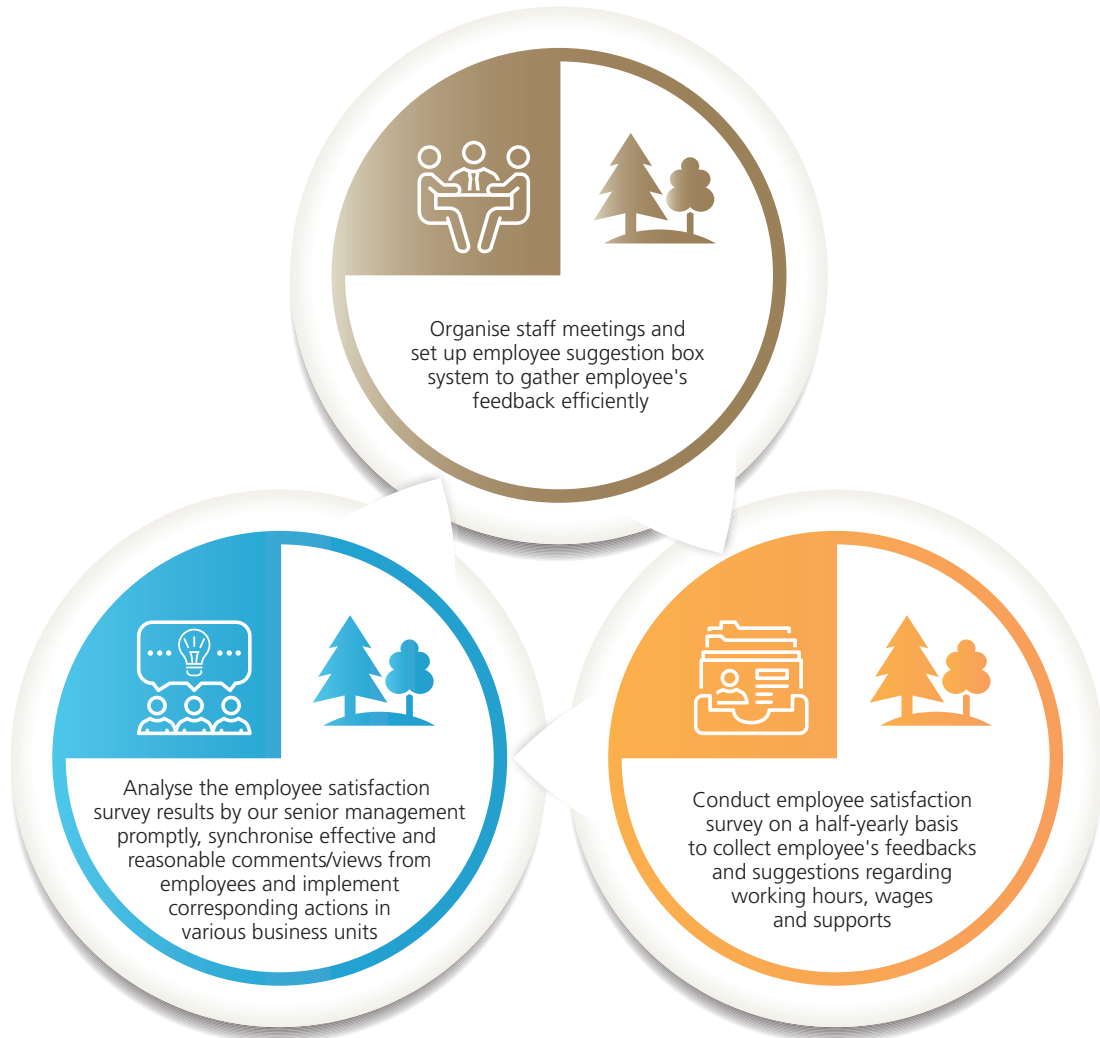 Organise staff meetings and
set up employee suggestion box
system to gather employee's
feedback efficiently
Analyse the employee satisfaction
survey results by our senior management
promptly, synchronise effective and
reasonable comments/views from
employees and implement
corresponding actions in
various business units
Conduct employee satisfaction
survey on a half-yearly basis
to collect employee's feedbacks
and suggestions regarding
working hours, wages
and supports